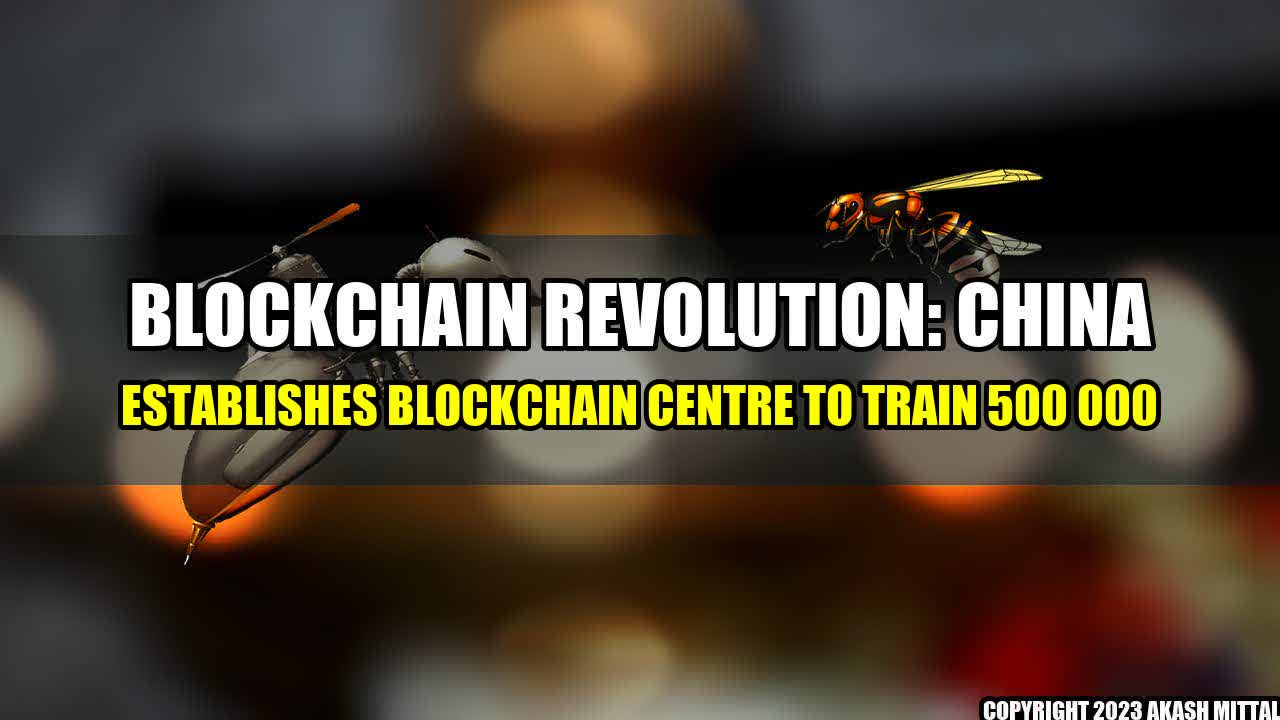 BLOCKCHAIN REVOLUTION: CHINA
ESTABLISHES BLOCKCHAIN CENTRE TO TRAIN 500 000
COPYRIGHT 2023 AKASH MITTAL